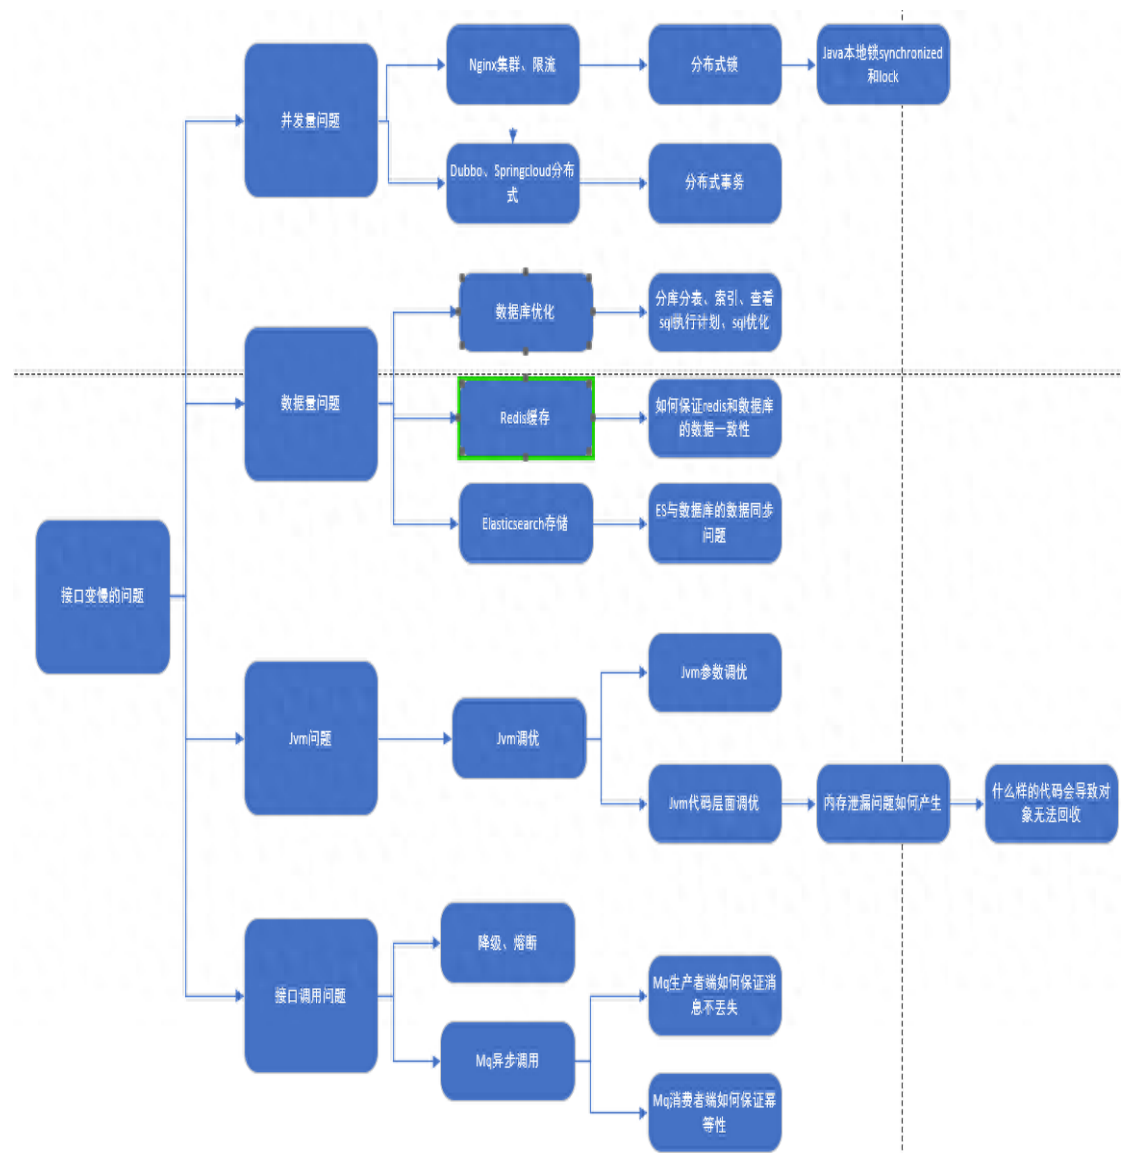 接口变慢的问题
并发量问题
Nginx集群、限流
分布式锁
Java本地锁synchronized
和lock
Dubbo、Springcloud分布
式
分布式事务
数据量问题
数据库优化
分库分表、索引、查看
sql执行计划、sql优化
Redis缓存
如何保证redis和数据库
的数据一致性
Elasticsearch存储
ES与数据库的数据同步
问题
Jvm问题
Jvm调优
Jvm参数调优
Jvm代码层面调优
内存泄漏问题如何产生
什么样的代码会导致对
象无法回收
接口调用问题
降级、熔断
Mq异步调用
Mq生产者端如何保证消
息不丢失
Mq消费者端如何保证幂
等性